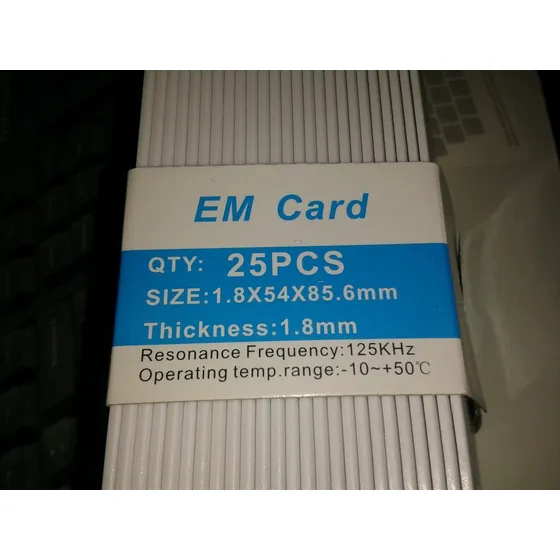 EM Card
QTY: 25PCS
SIZE:1.8X54X85.6mm
Thickness:1.8mm
Resonance Frequency:125KHz
Operating temp.range:-10~+50℃